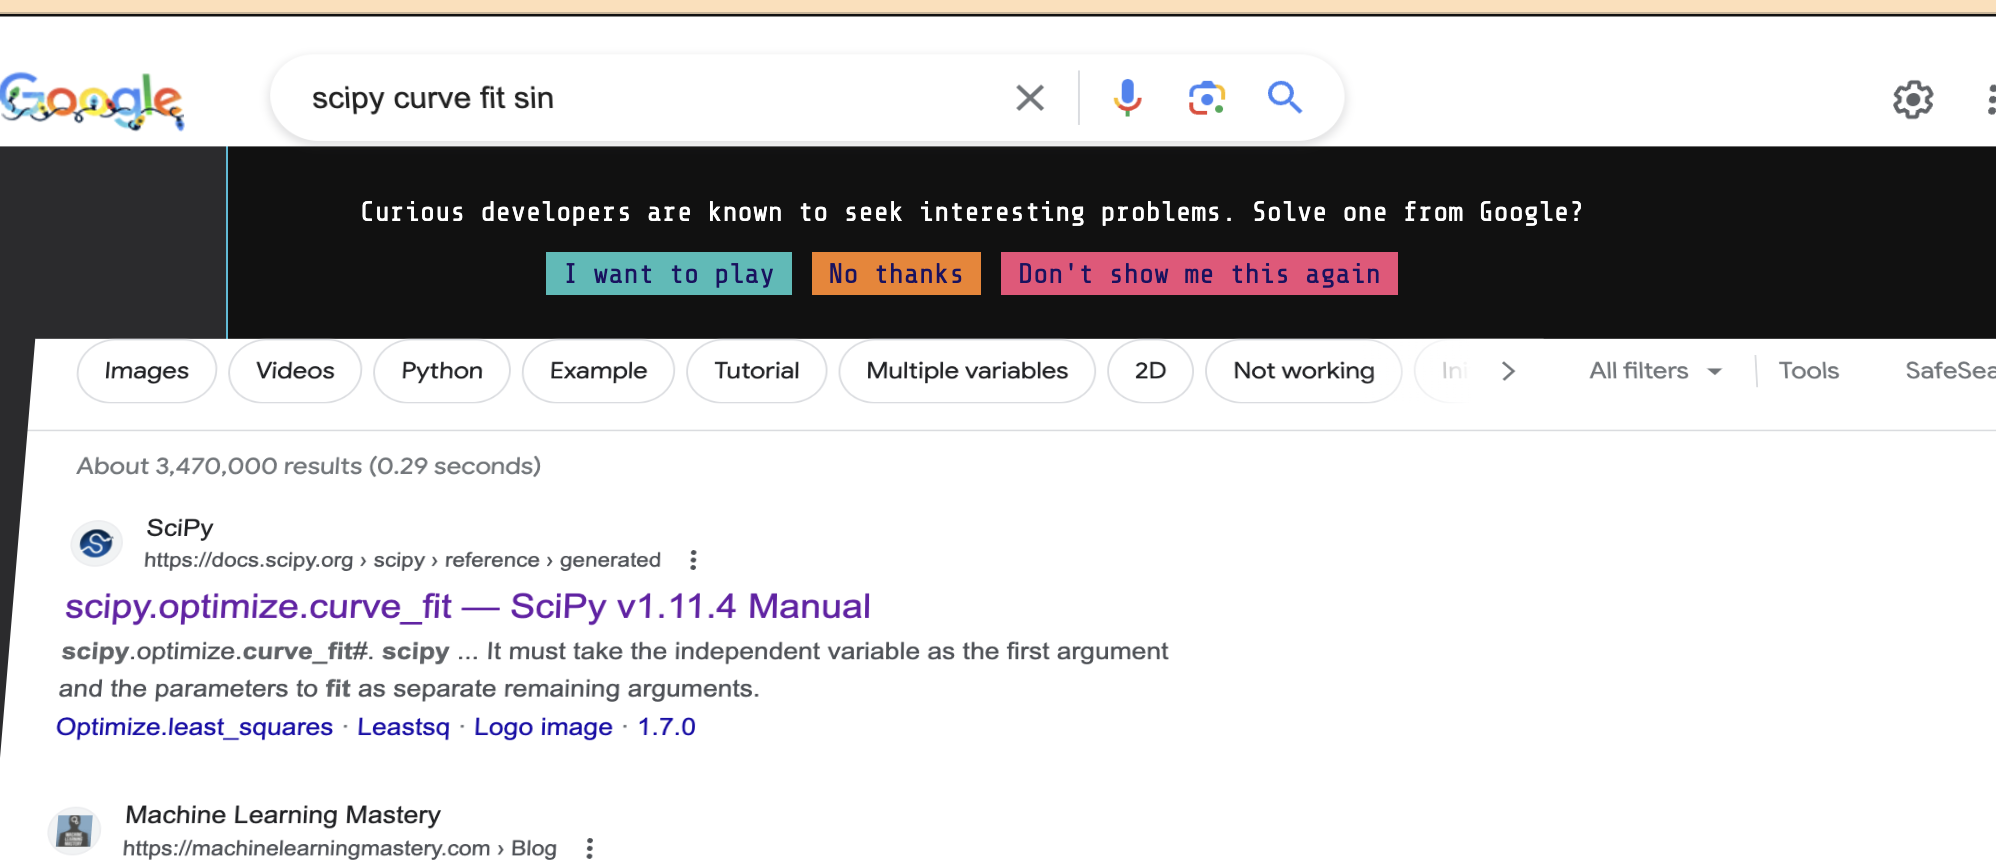 Google
scipy curve fit sin
Curious developers are known to seek interesting problems. Solve one from Google?
I want to play
No thanks
Don't show me this again
Images
Videos
Python
Example
Tutorial
Multiple variables
2D
Not working
All filters
Tools
About 3,470,000 results (0.29 seconds)
SciPy
https://docs.scipy.org › scipy › reference › generated
scipy.optimize.curve_fit — SciPy v1.11.4 Manual
scipy.optimize.curve_fit#. scipy ... It must take the independent variable as the first argument
and the parameters to fit as separate remaining arguments.
Optimize.least_squares · Leastsq · Logo image · 1.7.0
Machine Learning Mastery
https://machinelearningmastery.com › Blog